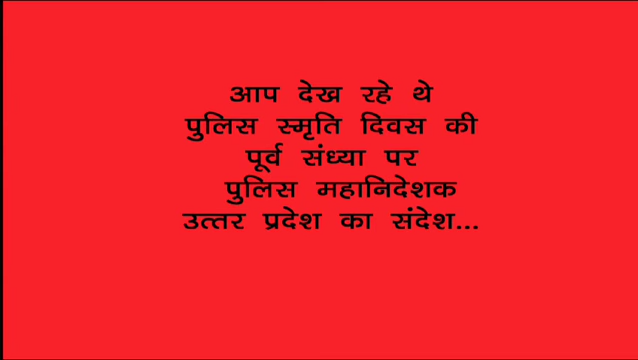 आप देख रहे थे
पुलिस स्मृति दिवस की
पूर्व संध्या पर
पुलिस महानिदेशक
उत्तर प्रदेश का संदेश...